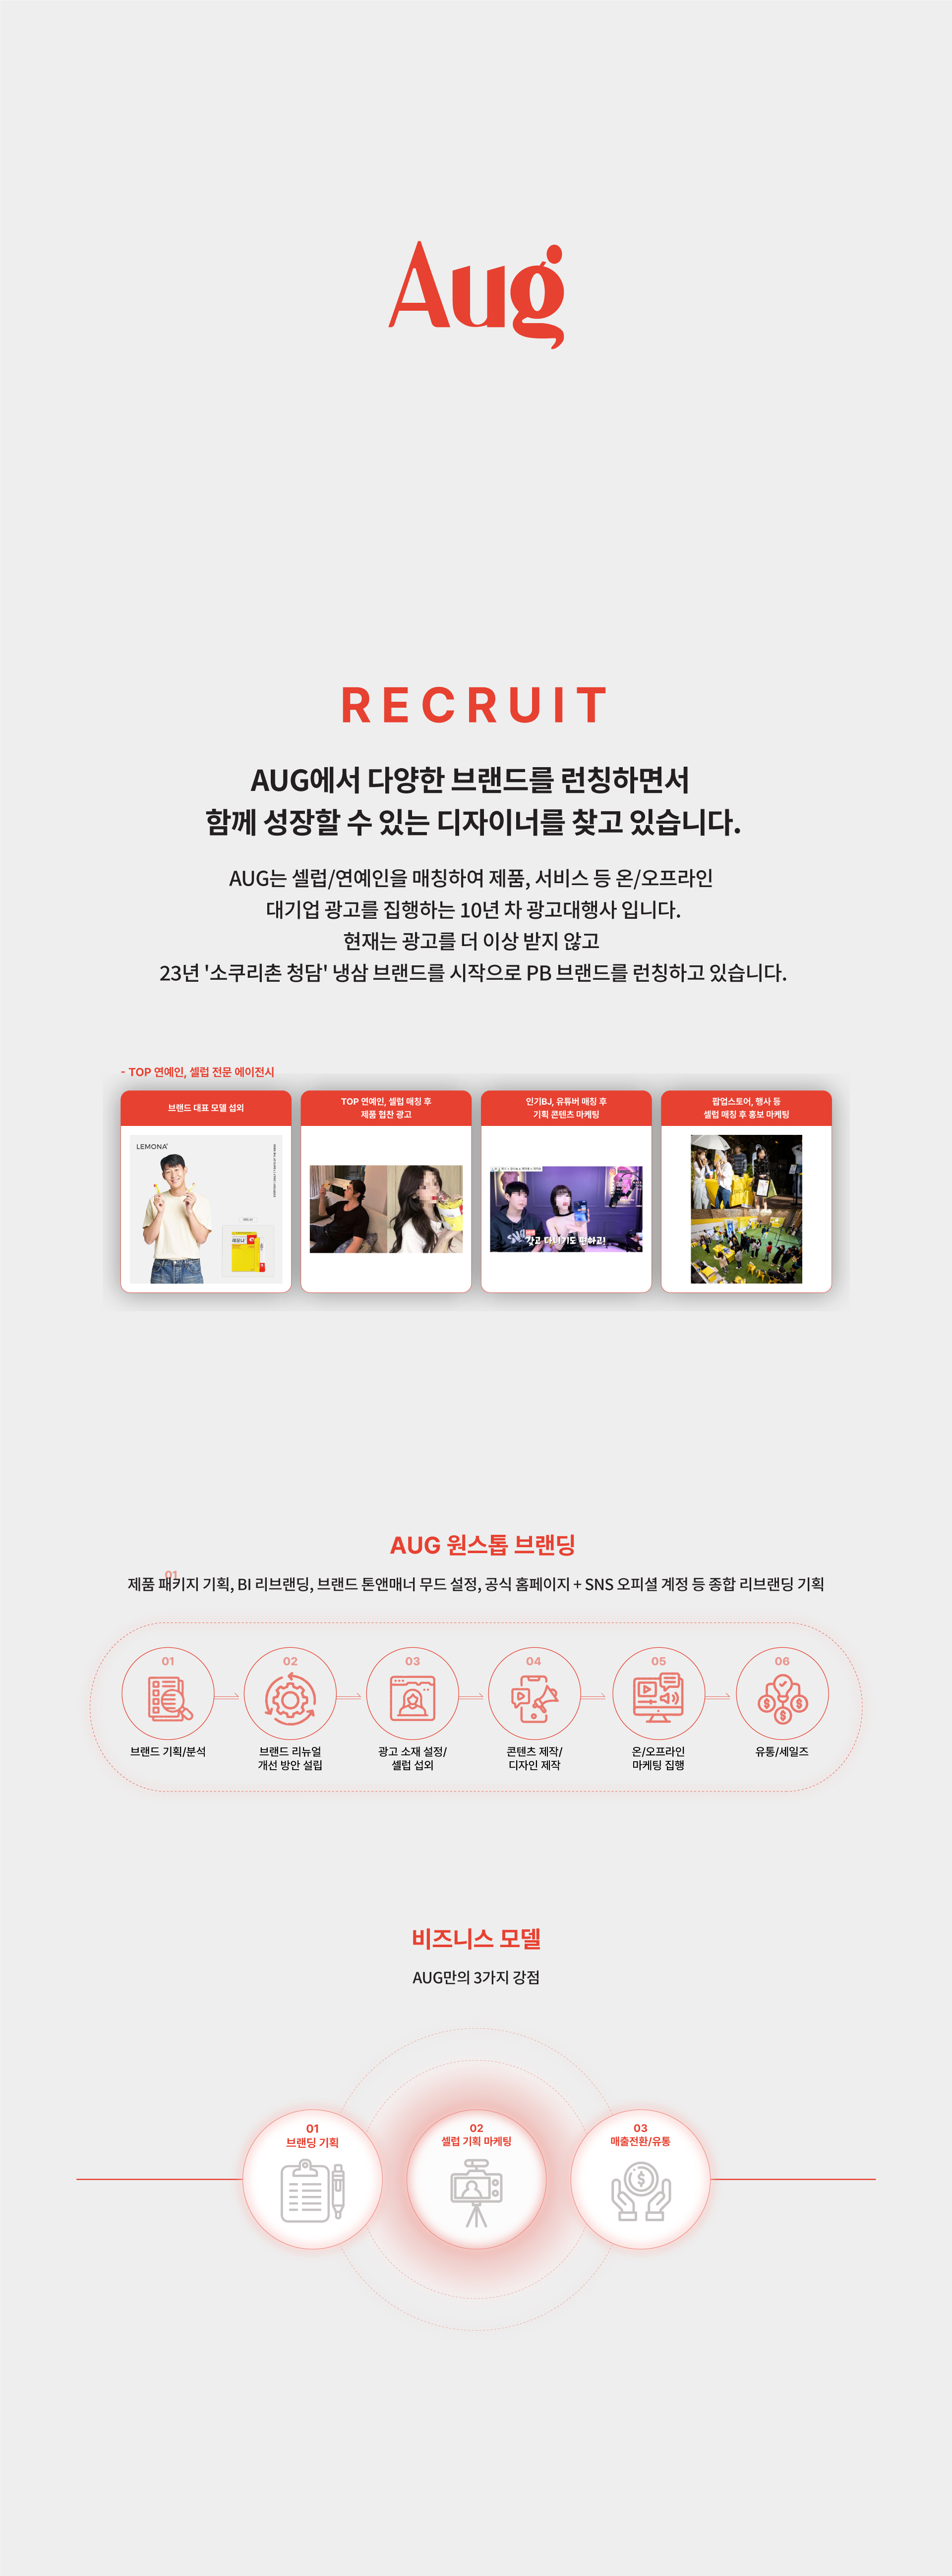 Aug
RECRUIT
AUG에서 다양한 브랜드를 런칭하면서
함께 성장할 수 있는 디자이너를 찾고 있습니다.
AUG는 셀럽/연예인을 매칭하여 제품, 서비스 등 온/오프라인
대기업 광고를 집행하는 10년 차 광고대행사 입니다.
현재는 광고를 더 이상 받지 않고
23년 '소쿠리촌 청담' 냉삼 브랜드를 시작으로 PB 브랜드를 런칭하고 있습니다.
- TOP 연예인, 셀럽 전문 에이전시
브랜드 대표 모델 섭외
LEMONA
레모나
TOP 연예인, 셀럽 매칭 후
제품 협찬 광고
인기BJ, 유튜버 매칭 후
기획 콘텐츠 마케팅
갖고 다니기도 편하고!
팝업스토어, 행사 등
셀럽 매칭 후 홍보 마케팅
AUG 원스톱 브랜딩
01
제품 패키지 기획, BI 리브랜딩, 브랜드 톤앤매너 무드 설정, 공식 홈페이지 + SNS 오피셜 계정 등 종합 리브랜딩 기획
01
브랜드 기획/분석
02
브랜드 리뉴얼
개선 방안 설립
03
광고 소재 설정/
셀럽 섭외
04
콘텐츠 제작/
디자인 제작
05
온/오프라인
마케팅 집행
06
유통/세일즈
비즈니스 모델
AUG만의 3가지 강점
01
브랜딩 기획
02
셀럽 기획 마케팅
03
매출전환/유통